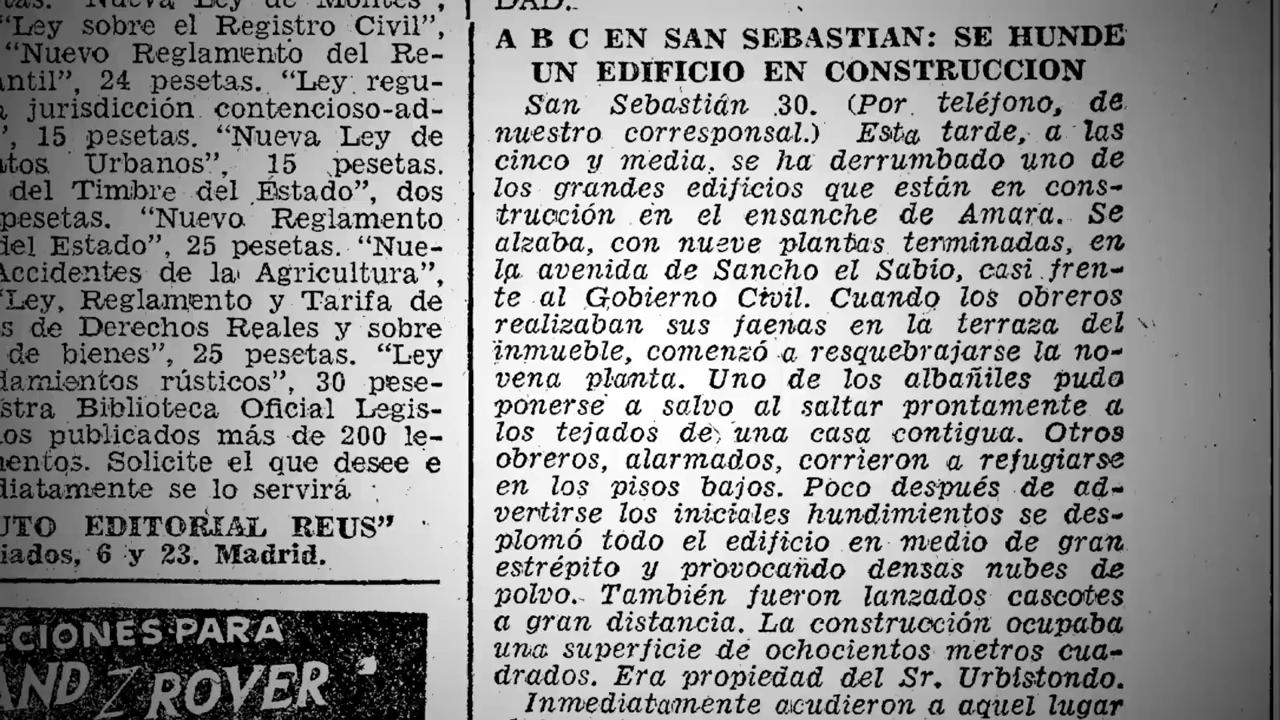 "Nueva Ley de Montes",
"Ley sobre el Registro Civil",
"Nuevo Reglamento del Re-
antil", 24 pesetas. "Ley regu-
a jurisdicción contencioso-ad-
", 15 pesetas. "Nueva Ley de
tos Urbanos", 15 pesetas.
del Timbre del Estado", dos
pesetas. "Nuevo Reglamento
del Estado", 25 pesetas. "Nue-
Accidentes de la Agricultura",
"Ley, Reglamento y Tarifa de
s de Derechos Reales y sobre
de bienes", 25 pesetas. "Ley
damientos rústicos", 30 pese-
stra Biblioteca Oficial Legis-
os publicados más de 200 le-
mentos. Solicite el que desee e
diatamente se lo servirá
UTO EDITORIAL REUS"
iados, 6 y 23. Madrid.
CCIONES PARA
AND ROVER
DAD.
A B C EN SAN SEBASTIAN: SE HUNDE
UN EDIFICIO EN CONSTRUCCION
San Sebastián 30. (Por teléfono, de
nuestro corresponsal.) Esta tarde, a las
cinco y media, se ha derrumbado uno de
los grandes edificios que están en cons-
trucción en el ensanche de Amara. Se
alzaba, con nueve plantas terminadas, en
la avenida de Sancho el Sabio, casi fren-
te al Gobierno Civil. Cuando los obreros
realizaban sus faenas en la terraza del
inmueble, comenzó a resquebrajarse la no-
vena planta. Uno de los albañiles pudo
ponerse a salvo al saltar prontamente a
los tejados de una casa contigua. Otros
obreros, alarmados, corrieron a refugiarse
en los pisos bajos. Poco después de ad-
vertirse los iniciales hundimientos se des-
plomó todo el edificio en medio de gran
estrépito y provocando densas nubes de
polvo. También fueron lanzados cascotes
a gran distancia. La construcción ocupaba
una superficie de ochocientos metros cua-
drados. Era propiedad del Sr. Urbistondo.
Inmediatamente acudieron a aquel lugar